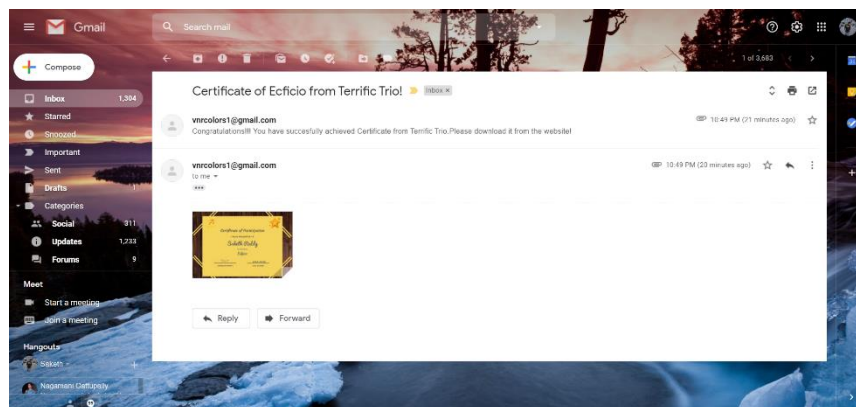 Gmail
Search mail
Compose
1 of 3,683
Inbox 1,304
Starred
Snoozed
Important
Sent
Drafts 1
Categories
Social 311
Updates 1,233
Forums 9
Meet
Start a meeting
Join a meeting
Hangouts
Saketh
Nagamani Dattupally
Certificate of Ecficio from Terrific Trio! Inbox ×
vnrcolors1@gmail.com 10:49 PM (21 minutes ago)
Congratulations!!! You have succesfully achieved Certificate from Terrific Trio.Please download it from the website!
vnrcolors1@gmail.com 10:49 PM (20 minutes ago)
to me
Certificate of Participation
Reply Forward